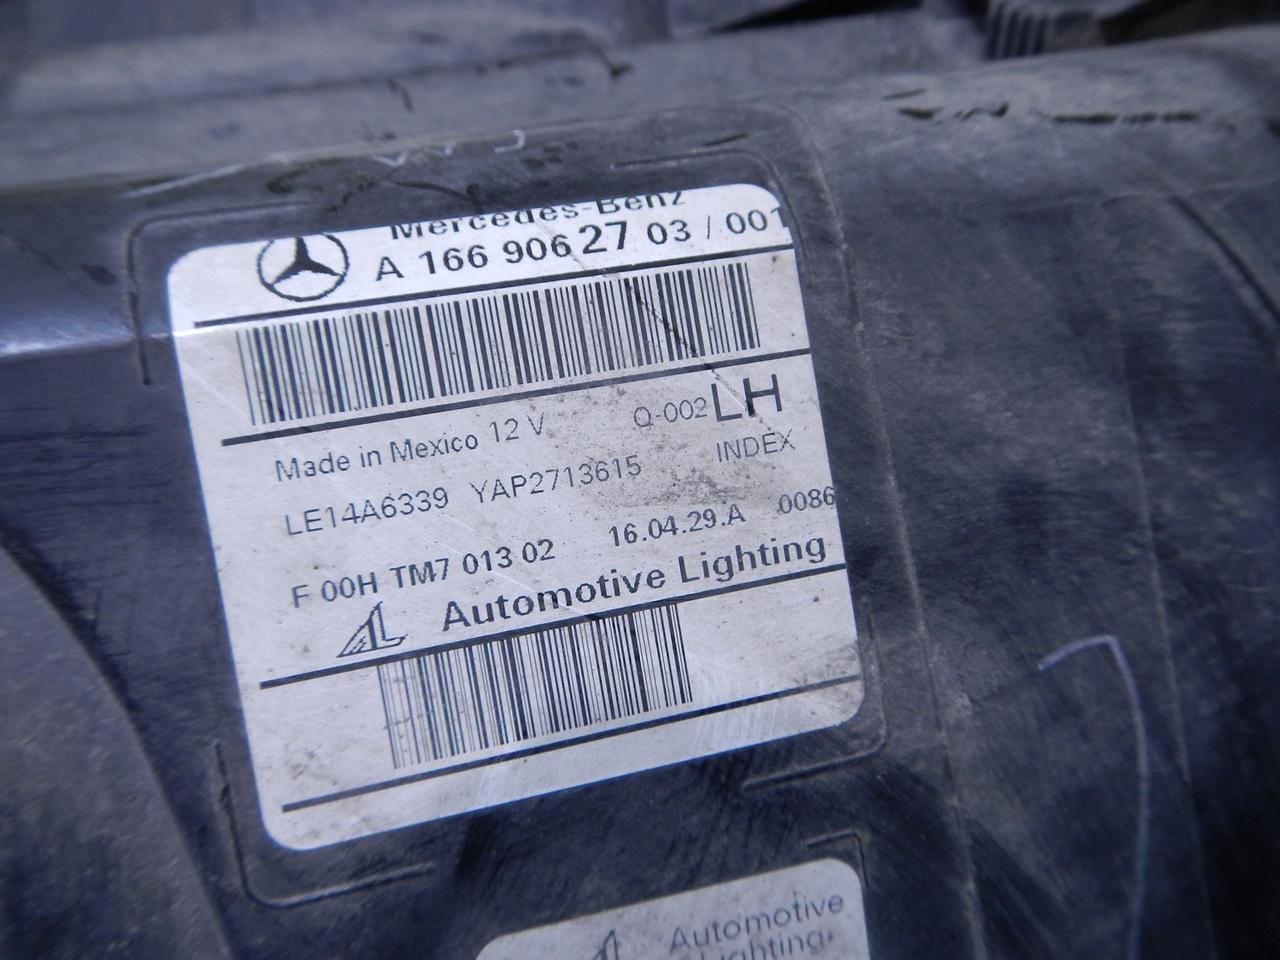 Mercedes-Benz
A 166 906 27 03 / 001
Made in Mexico 12 V Q-002 LH
LE14A6339 YAP2713615 INDEX
F 00H TM7 013 02 16.04.29.A 0086
AL Automotive Lighting
Automotive
Lighting.